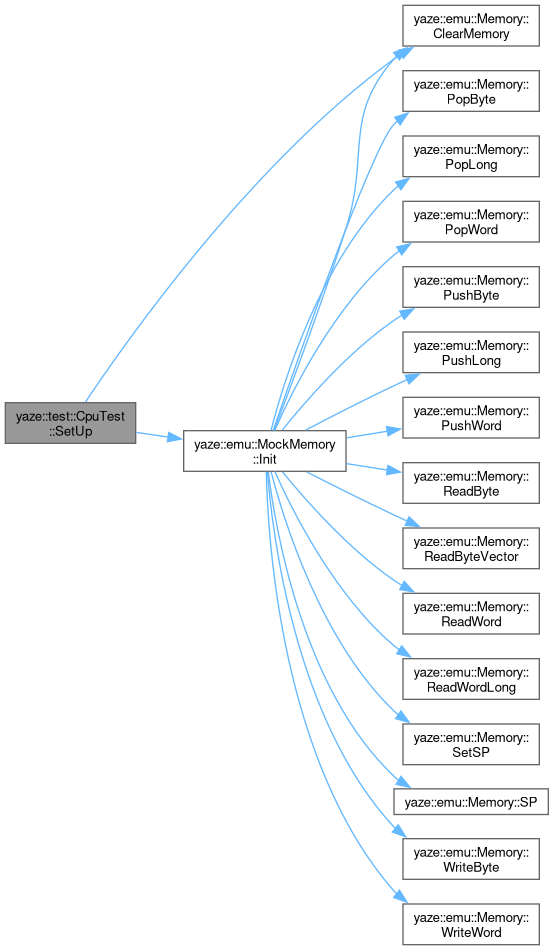 yaze::test::CpuTest
::SetUp
yaze::emu::MockMemory
::Init
yaze::emu::Memory::
ClearMemory
yaze::emu::Memory::
PopByte
yaze::emu::Memory::
PopLong
yaze::emu::Memory::
PopWord
yaze::emu::Memory::
PushByte
yaze::emu::Memory::
PushLong
yaze::emu::Memory::
PushWord
yaze::emu::Memory::
ReadByte
yaze::emu::Memory::
ReadByteVector
yaze::emu::Memory::
ReadWord
yaze::emu::Memory::
ReadWordLong
yaze::emu::Memory::
SetSP
yaze::emu::Memory::SP
yaze::emu::Memory::
WriteByte
yaze::emu::Memory::
WriteWord